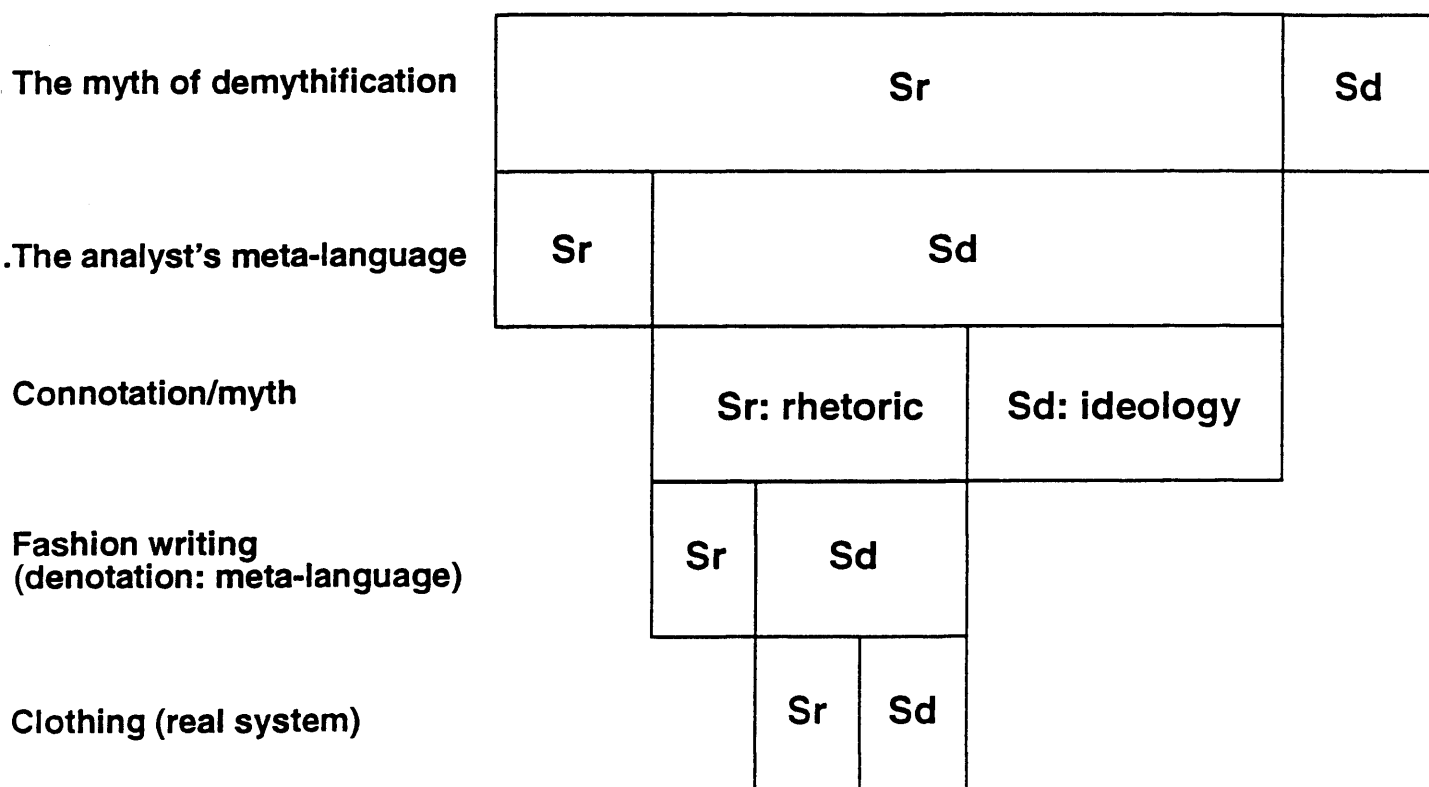 The myth of demythification
Sr
Sd
.The analyst's meta-language
Sr
Sd
Connotation/myth
Sr: rhetoric
Sd: ideology
Fashion writing
(denotation: meta-language)
Sr
Sd
Clothing (real system)
Sr
Sd